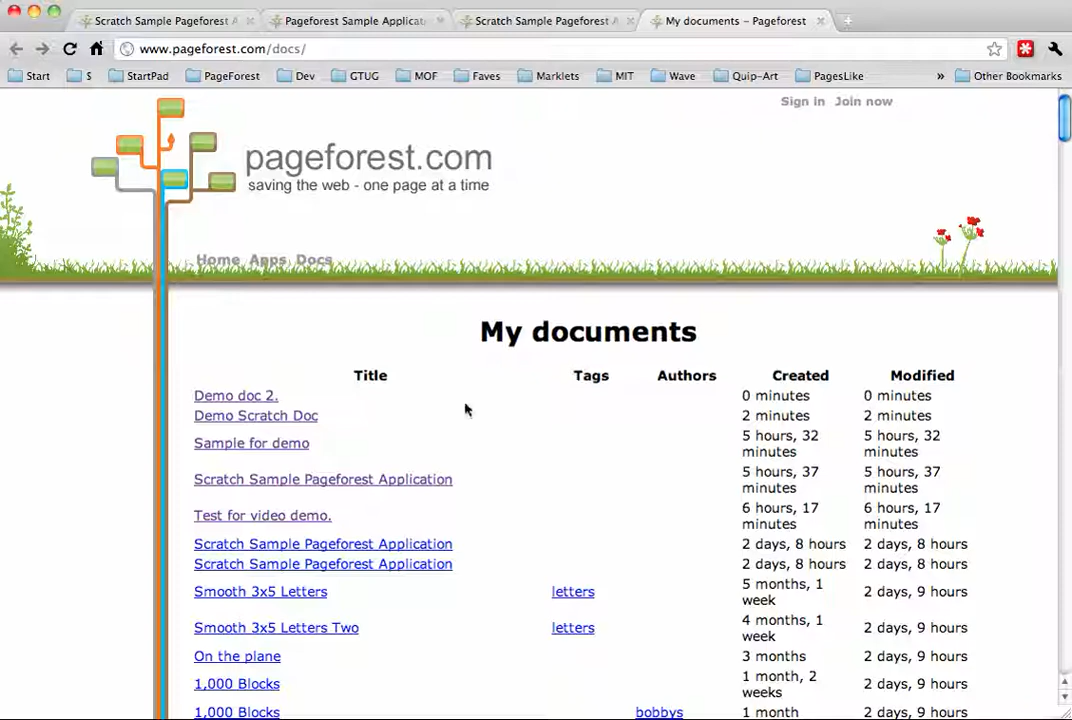 Scratch Sample Pageforest A
Pageforest Sample Applicat
Scratch Sample Pageforest A
My documents – Pageforest
www.pageforest.com/docs/
Start $ StartPad PageForest Dev GTUG MOF Faves Marklets MIT Wave Quip-Art PagesLike » Other Bookmarks
Sign in Join now
pageforest.com
saving the web - one page at a time
Home Apps Docs
My documents
Title Tags Authors Created Modified
Demo doc 2. 0 minutes 0 minutes
Demo Scratch Doc 2 minutes 2 minutes
Sample for demo 5 hours, 32 minutes 5 hours, 32 minutes
Scratch Sample Pageforest Application 5 hours, 37 minutes 5 hours, 37 minutes
Test for video demo. 6 hours, 17 minutes 6 hours, 17 minutes
Scratch Sample Pageforest Application 2 days, 8 hours 2 days, 8 hours
Scratch Sample Pageforest Application 2 days, 8 hours 2 days, 8 hours
Smooth 3x5 Letters letters 5 months, 1 week 2 days, 9 hours
Smooth 3x5 Letters Two letters 4 months, 1 week 2 days, 9 hours
On the plane 3 months 2 days, 9 hours
1,000 Blocks 1 month, 2 weeks 2 days, 9 hours
1,000 Blocks bobbys 1 month 2 days, 9 hours